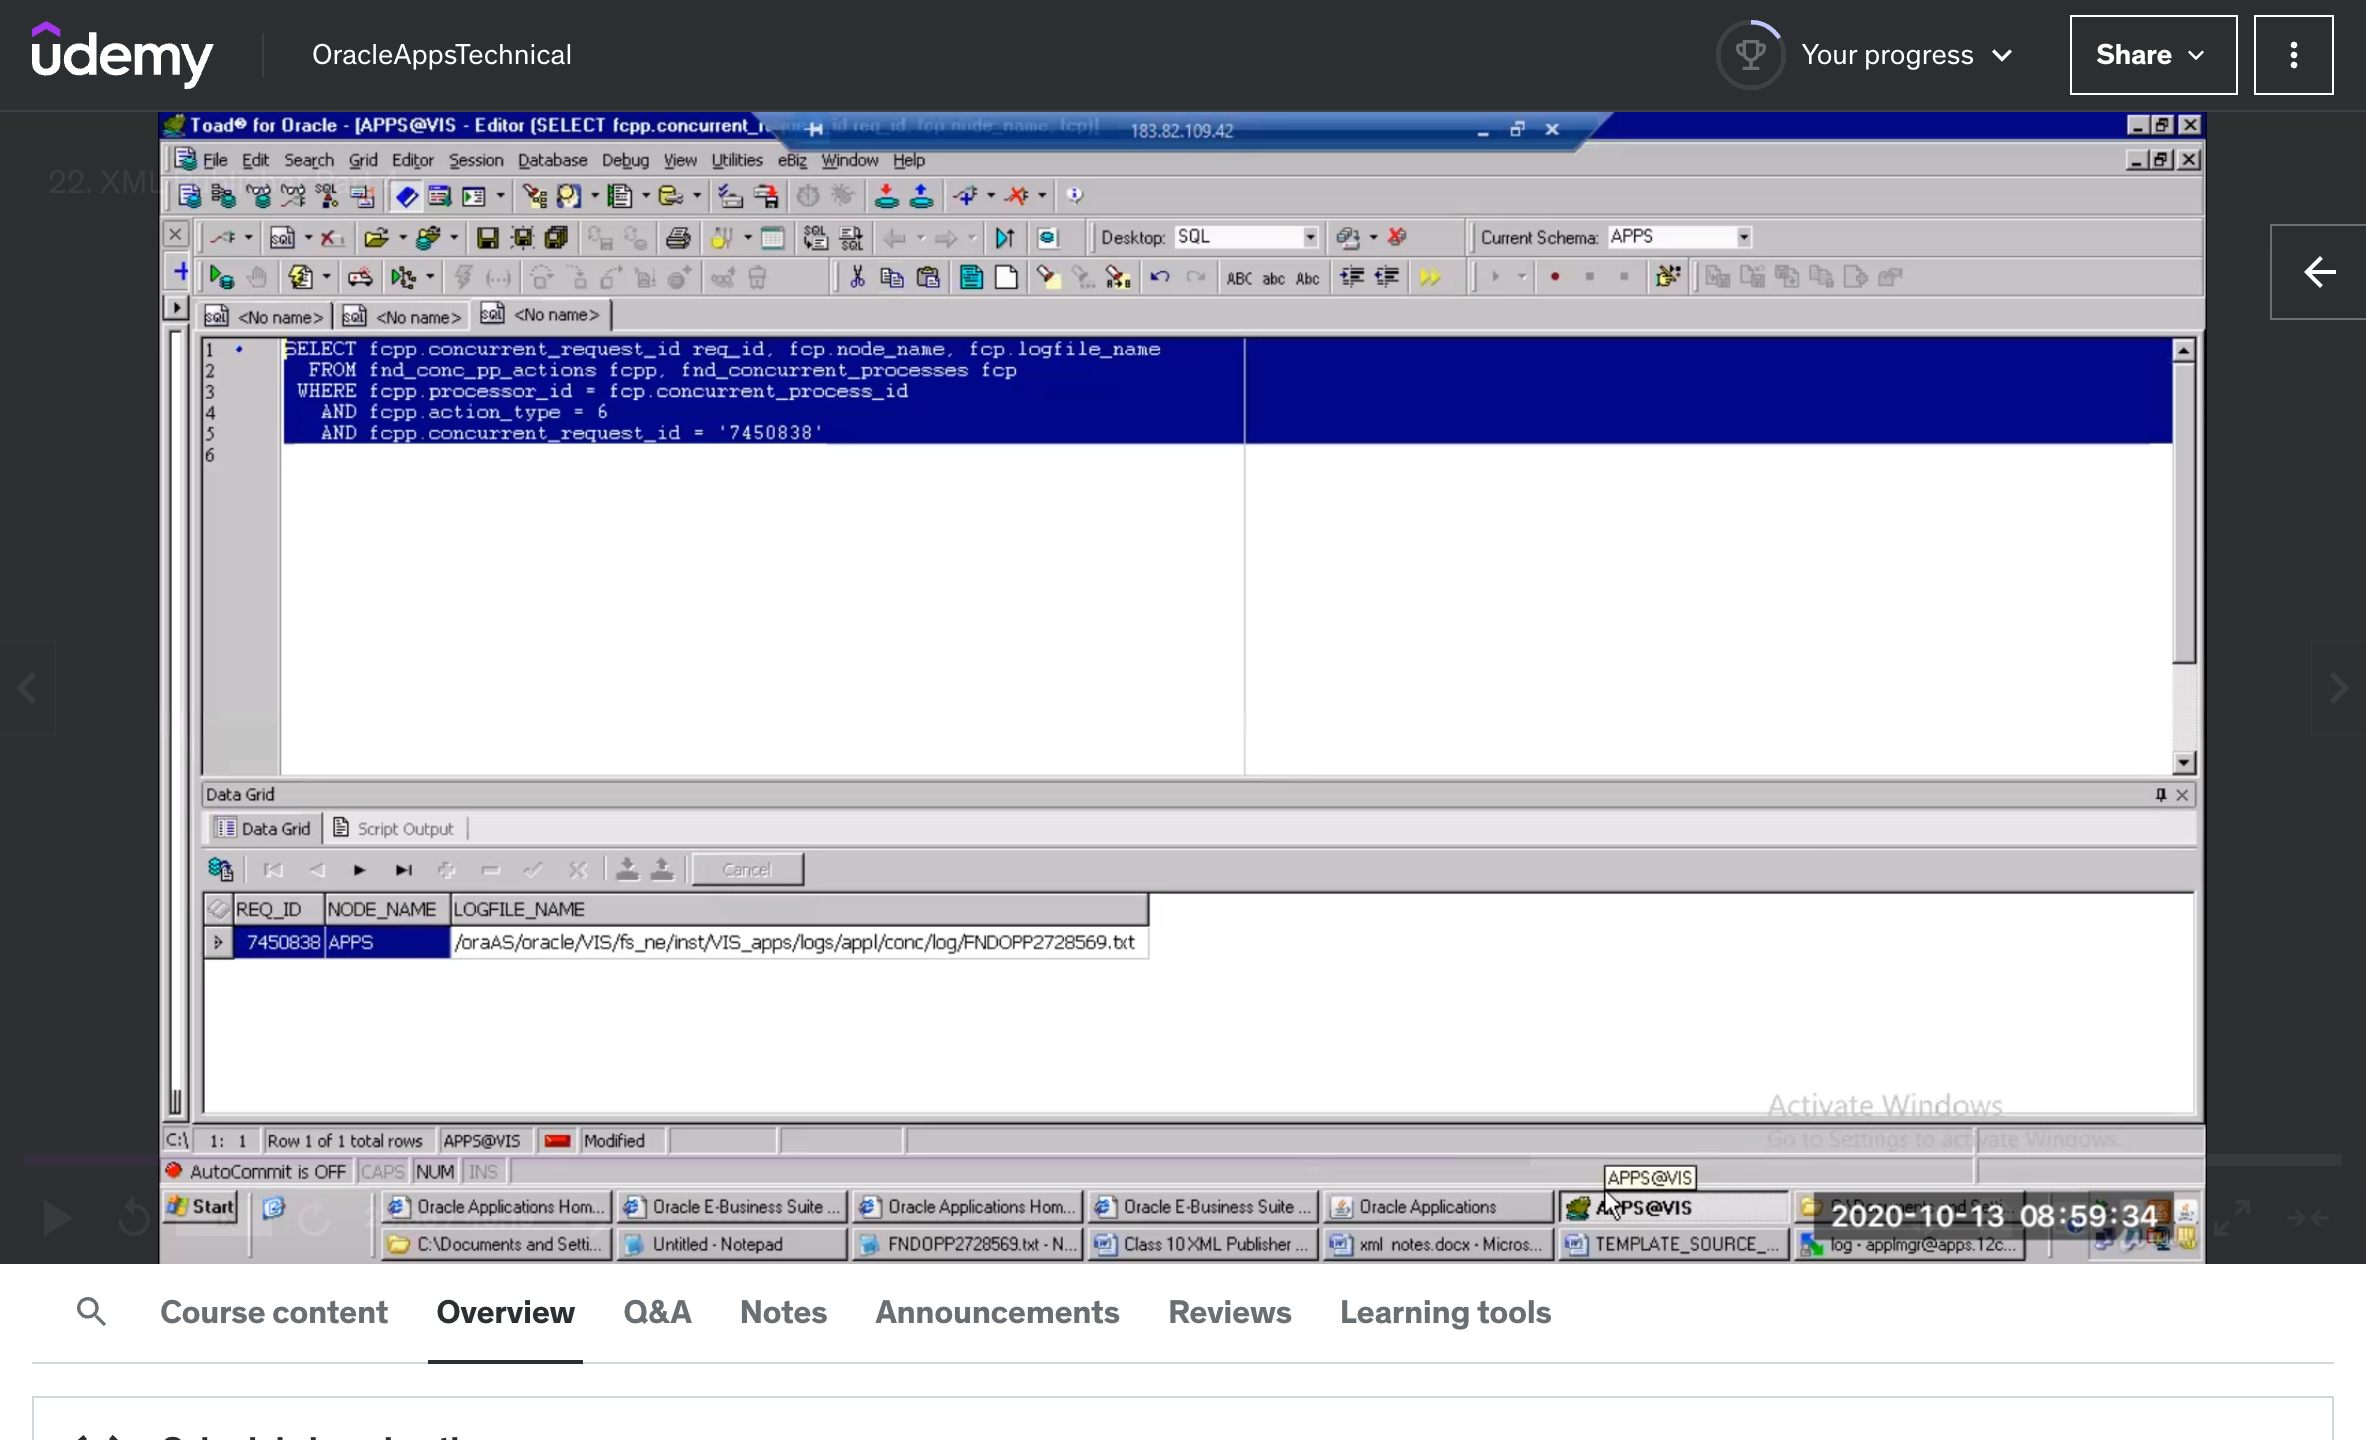 udemy
OracleAppsTechnical
Your progress
Share
Toad® for Oracle - [APPS@VIS - Editor (SELECT fcpp.concurrent_request_id req_id, fcp.node_name, fcp)]
183.82.109.42
File Edit Search Grid Editor Session Database Debug View Utilities eBiz Window Help
22. XML Publisher
Desktop: SQL
Current Schema: APPS
ABC abc Abc
<No name> <No name> <No name>
1 SELECT fcpp.concurrent_request_id req_id, fcp.node_name, fcp.logfile_name
2 FROM fnd_conc_pp_actions fcpp, fnd_concurrent_processes fcp
3 WHERE fcpp.processor_id = fcp.concurrent_process_id
4 AND fcpp.action_type = 6
5 AND fcpp.concurrent_request_id = '7450838'
6
Data Grid
Data Grid Script Output
Cancel
REQ_ID NODE_NAME LOGFILE_NAME
7450838 APPS /oraAS/oracle/VIS/fs_ne/inst/VIS_apps/logs/appl/conc/log/FNDOPP2728569.txt
Activate Windows
Go to Settings to activate Windows.
C:\ 1: 1 Row 1 of 1 total rows APPS@VIS Modified
AutoCommit is OFF CAPS NUM INS
APPS@VIS
Start Oracle Applications Hom... Oracle E-Business Suite ... Oracle Applications Hom... Oracle E-Business Suite ... Oracle Applications APPS@VIS
2020-10-13 08:59:34
C:\Documents and Setti... Untitled - Notepad FNDOPP2728569.txt - N... Class 10 XML Publisher ... xml notes.docx - Micros... TEMPLATE_SOURCE_... log - applmgr@apps.12c...
Course content Overview Q&A Notes Announcements Reviews Learning tools